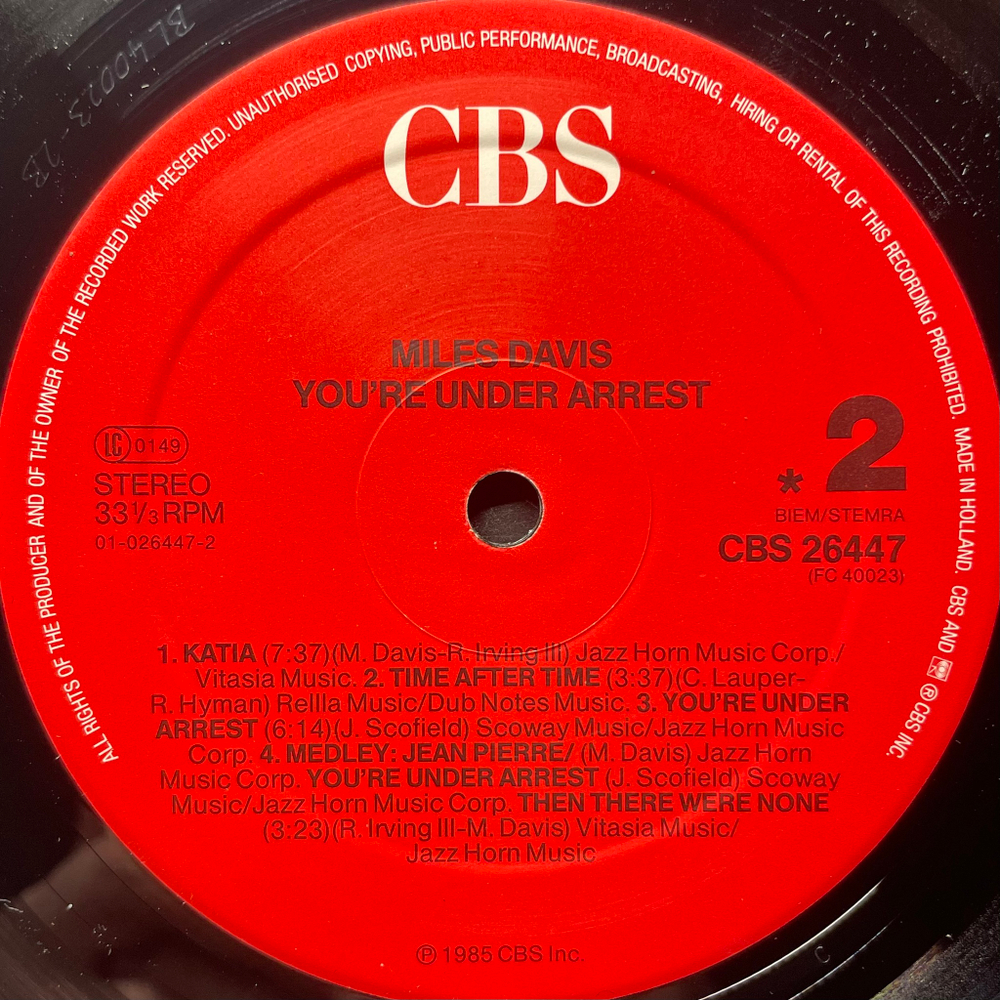 ALL RIGHTS OF THE PRODUCER AND OF THE OWNER OF THE RECORDED WORK RESERVED. UNAUTHORISED COPYING, PUBLIC PERFORMANCE, BROADCASTING, HIRING OR RENTAL OF THIS RECORDING PROHIBITED. MADE IN HOLLAND. CBS AND ® CBS INC.
CBS
MILES DAVIS
YOU'RE UNDER ARREST
LC 0149
STEREO
33⅓ RPM
01-026447-2
* 2
BIEM/STEMRA
CBS 26447
(FC 40023)
1. KATIA (7:37)(M. Davis-R. Irving III) Jazz Horn Music Corp./
Vitasia Music. 2. TIME AFTER TIME (3:37)(C. Lauper-
R. Hyman) Rellla Music/Dub Notes Music. 3. YOU'RE UNDER
ARREST (6:14)(J. Scofield) Scoway Music/Jazz Horn Music
Corp. 4. MEDLEY: JEAN PIERRE/ (M. Davis) Jazz Horn
Music Corp. YOU'RE UNDER ARREST (J. Scofield) Scoway
Music/Jazz Horn Music Corp. THEN THERE WERE NONE
(3:23)(R. Irving III-M. Davis) Vitasia Music/
Jazz Horn Music
℗ 1985 CBS Inc.
C